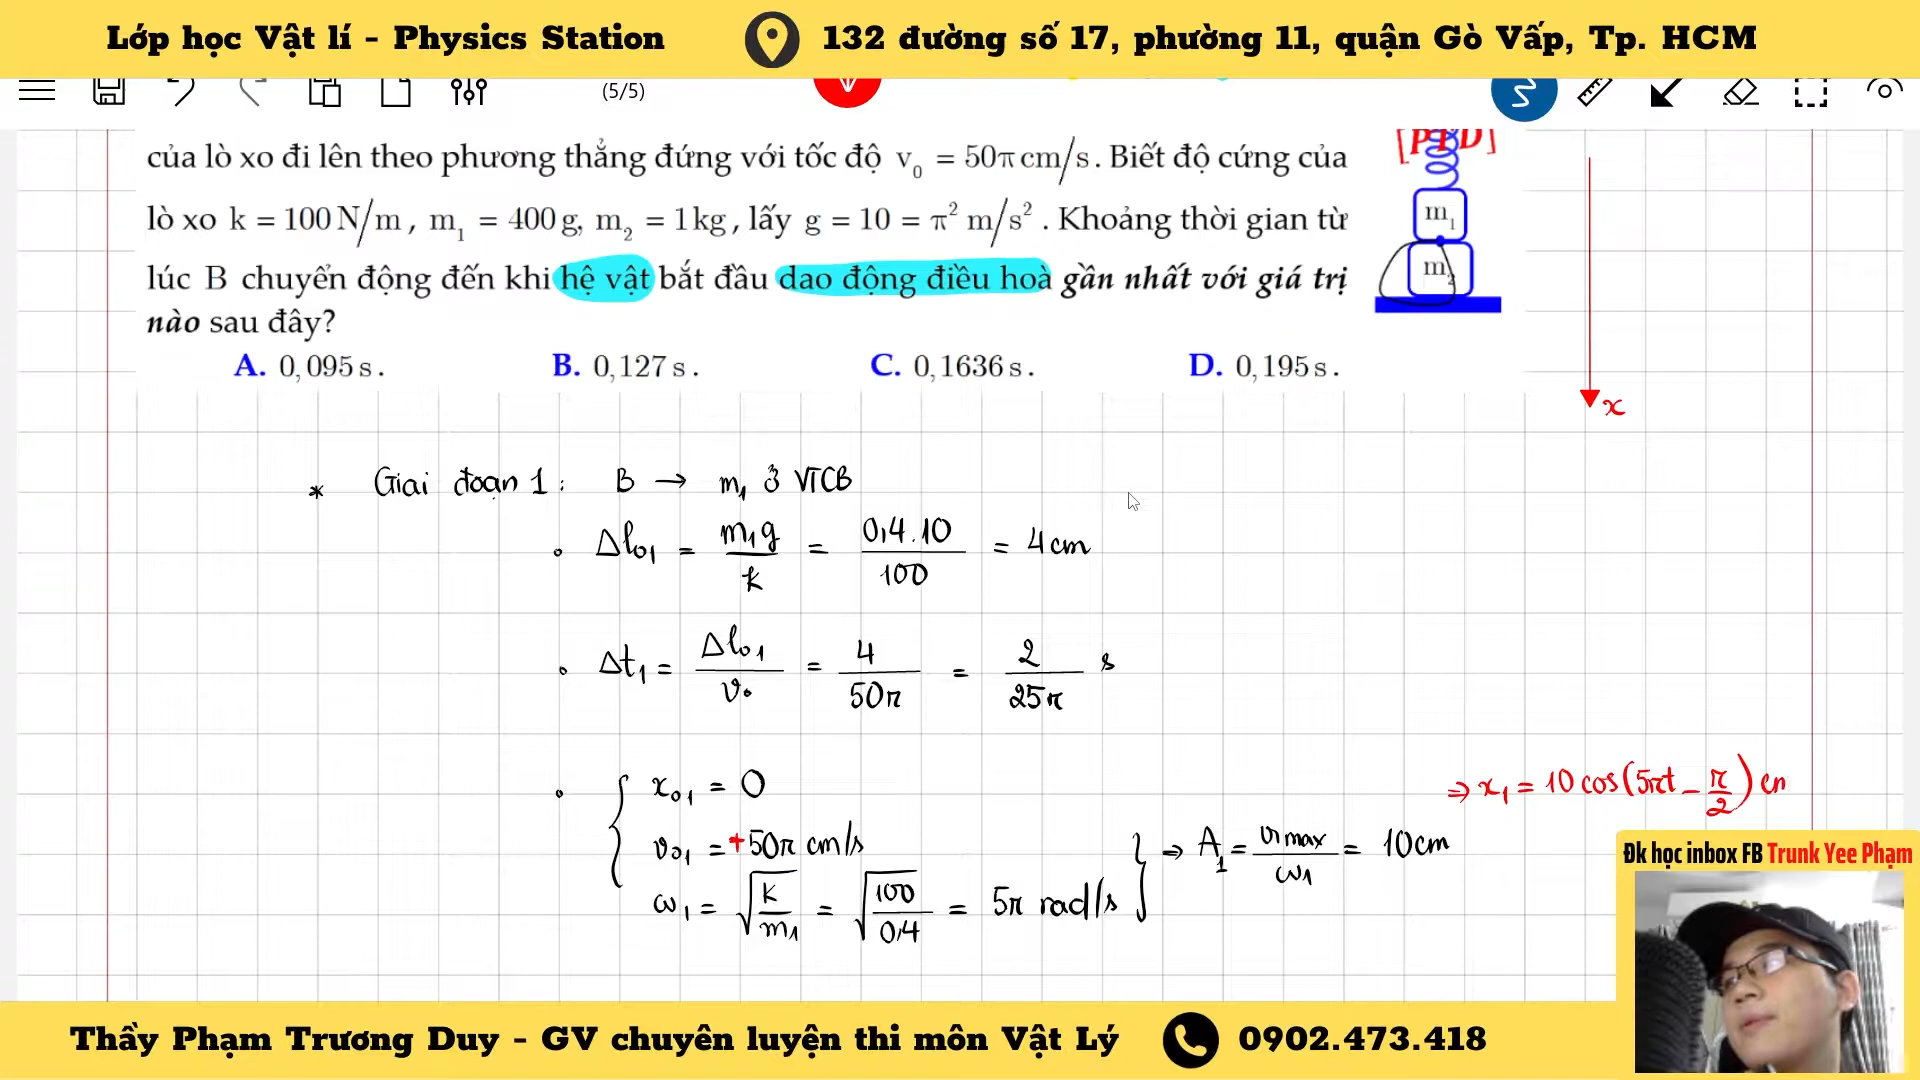 Lớp học Vật lí - Physics Station
132 đường số 17, phường 11, quận Gò Vấp, Tp. HCM
(5/5)
[PTD]
của lò xo đi lên theo phương thẳng đứng với tốc độ v₀ = 50π cm/s. Biết độ cứng của
lò xo k = 100 N/m, m₁ = 400 g, m₂ = 1 kg, lấy g = 10 = π² m/s². Khoảng thời gian từ
lúc B chuyển động đến khi hệ vật bắt đầu dao động điều hoà gần nhất với giá trị
nào sau đây?
m₁
m₂
A. 0,095 s. B. 0,127 s. C. 0,1636 s. D. 0,195 s.
x
* Giai đoạn 1: B → m₁ ở VTCB
• Δl₀₁ = m₁g/k = 0,4.10/100 = 4cm
• Δt₁ = Δl₀₁/v₀ = 4/50π = 2/25π s
• { x₀₁ = 0
v₀₁ = +50π cm/s
ω₁ = √(k/m₁) = √(100/0,4) = 5π rad/s } ⇒ A₁ = v₁max/ω₁ = 10cm
⇒ x₁ = 10 cos(5πt - π/2) cm
Đk học inbox FB Trunk Yee Phạm
Thầy Phạm Trương Duy - GV chuyên luyện thi môn Vật Lý
0902.473.418